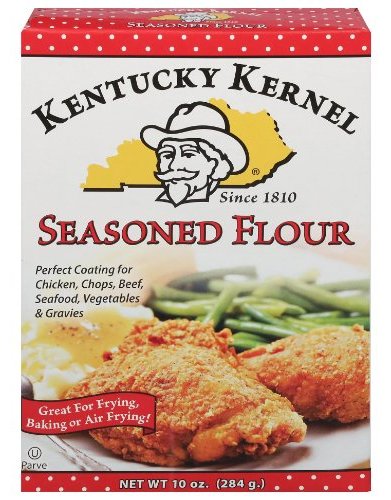 SEASONED FLOUR
KENTUCKY KERNEL
®
Since 1810
SEASONED FLOUR
Perfect Coating for
Chicken, Chops, Beef,
Seafood, Vegetables
& Gravies
Great For Frying,
Baking or Air Frying!
U
Parve
NET WT 10 oz. (284 g.)